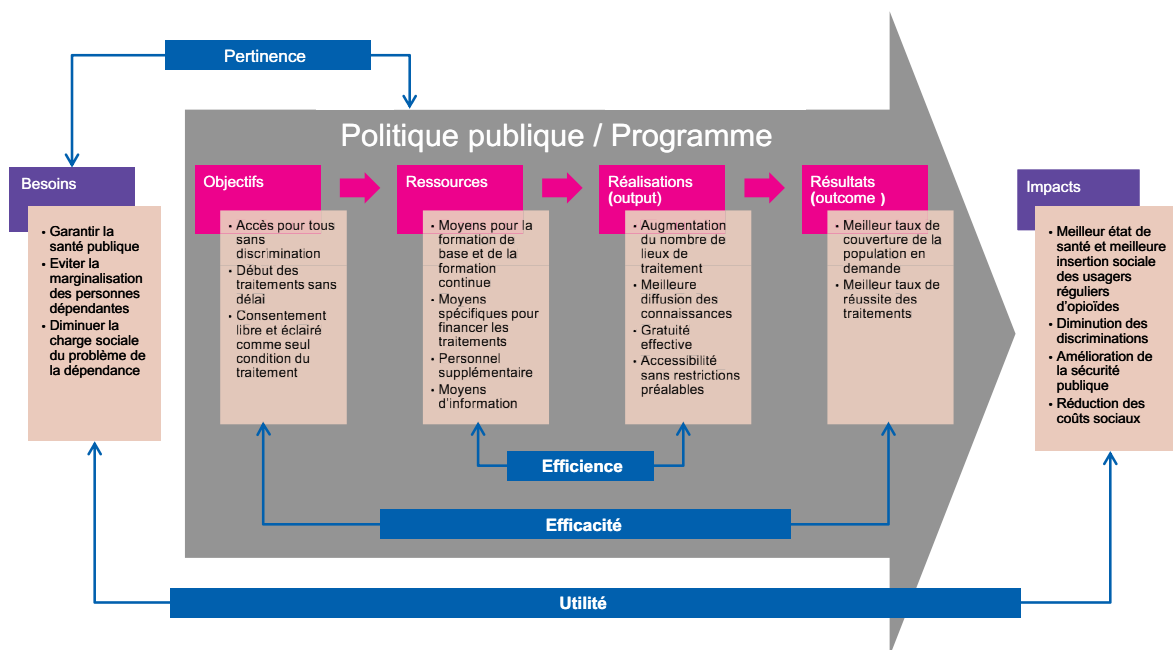 Pertinence
Politique publique / Programme
Besoins
• Garantir la
santé publique
• Eviter la
marginalisation
des personnes
dépendantes
• Diminuer la
charge sociale
du problème de
la dépendance
Objectifs
• Accès pour tous
sans
discrimination
• Début des
traitements sans
délai
• Consentement
libre et éclairé
comme seul
condition du
traitement
Ressources
• Moyens pour la
formation de
base et de la
formation
continue
• Moyens
spécifiques pour
financer les
traitements
• Personnel
supplémentaire
• Moyens
d'information
Réalisations
(output)
• Augmentation
du nombre de
lieux de
traitement
• Meilleure
diffusion des
connaissances
• Gratuité
effective
• Accessibilité
sans restrictions
préalables
Résultats
(outcome )
• Meilleur taux de
couverture de la
population en
demande
• Meilleur taux de
réussite des
traitements
Impacts
• Meilleur état de
santé et meilleure
insertion sociale
des usagers
réguliers
d'opioïdes
• Diminution des
discriminations
• Amélioration de
la sécurité
publique
• Réduction des
coûts sociaux
Efficience
Efficacité
Utilité